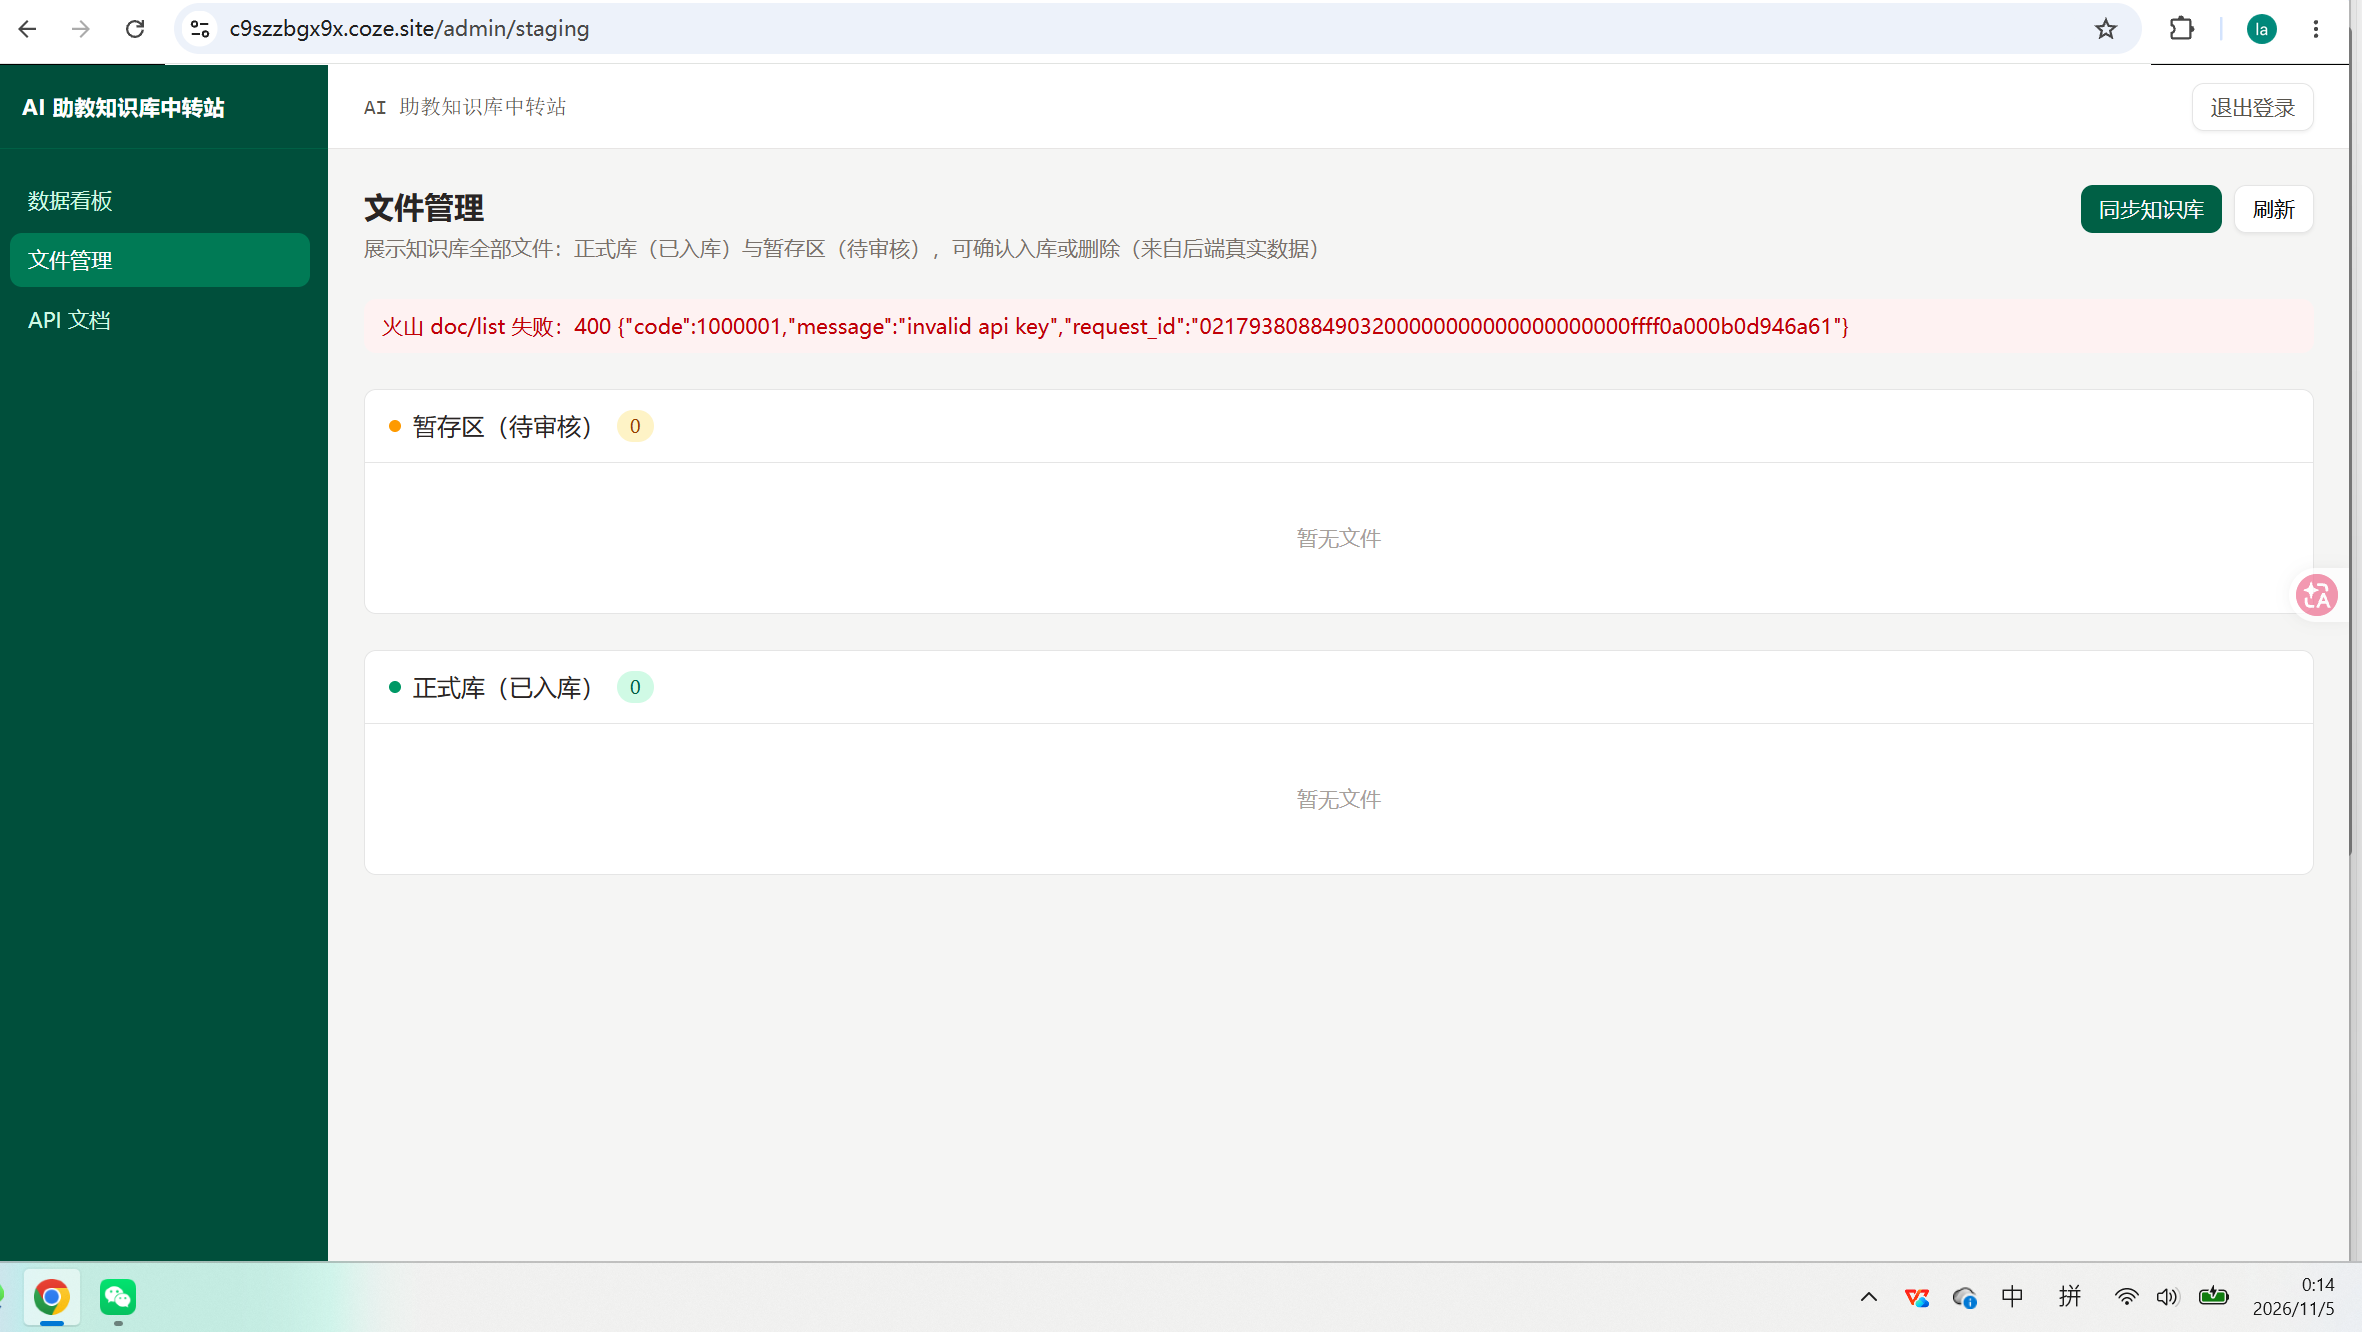 c9szzbgx9x.coze.site/admin/staging
la
AI 助教知识库中转站
AI 助教知识库中转站
退出登录
数据看板
文件管理
API 文档
文件管理
同步知识库
刷新
展示知识库全部文件：正式库（已入库）与暂存区（待审核），可确认入库或删除（来自后端真实数据）
火山 doc/list 失败：400 {"code":1000001,"message":"invalid api key","request_id":"02179380884903200000000000000000000ffff0a000b0d946a61"}
暂存区（待审核） 0
暂无文件
正式库（已入库） 0
暂无文件
中
拼
0:14
2026/11/5